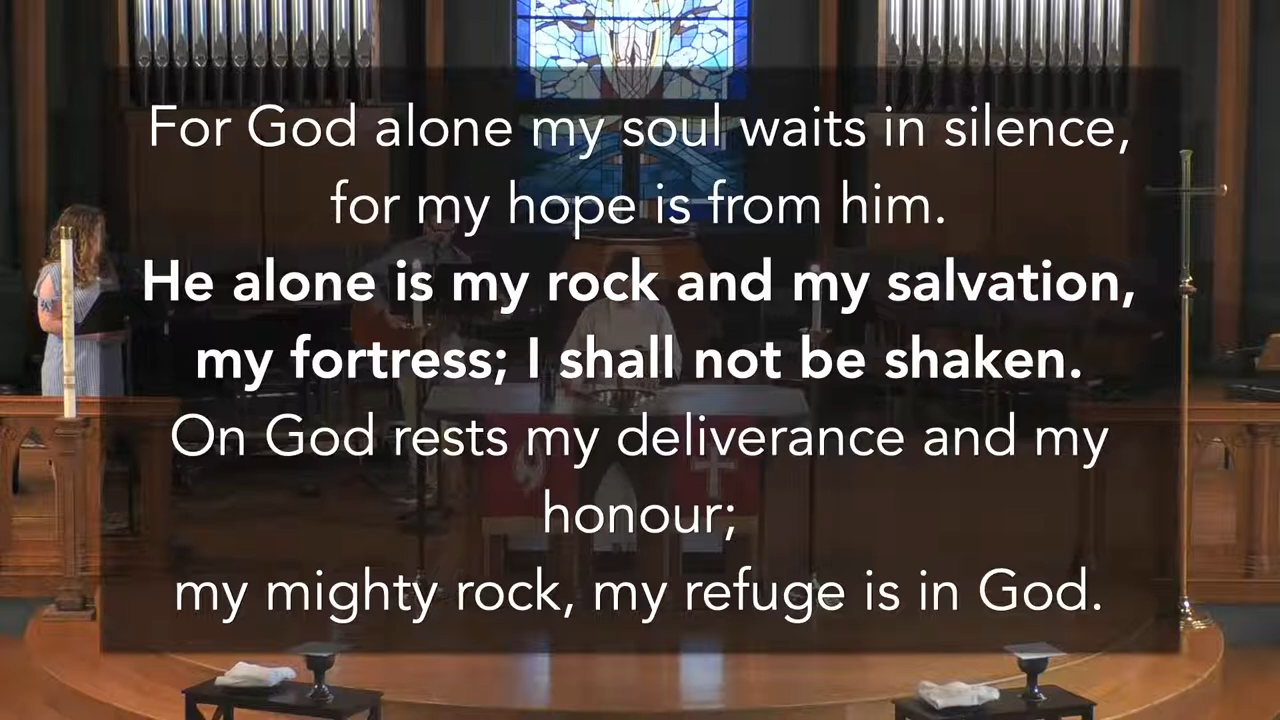 For God alone my soul waits in silence,
for my hope is from him.
He alone is my rock and my salvation,
my fortress; I shall not be shaken.
On God rests my deliverance and my
honour;
my mighty rock, my refuge is in God.